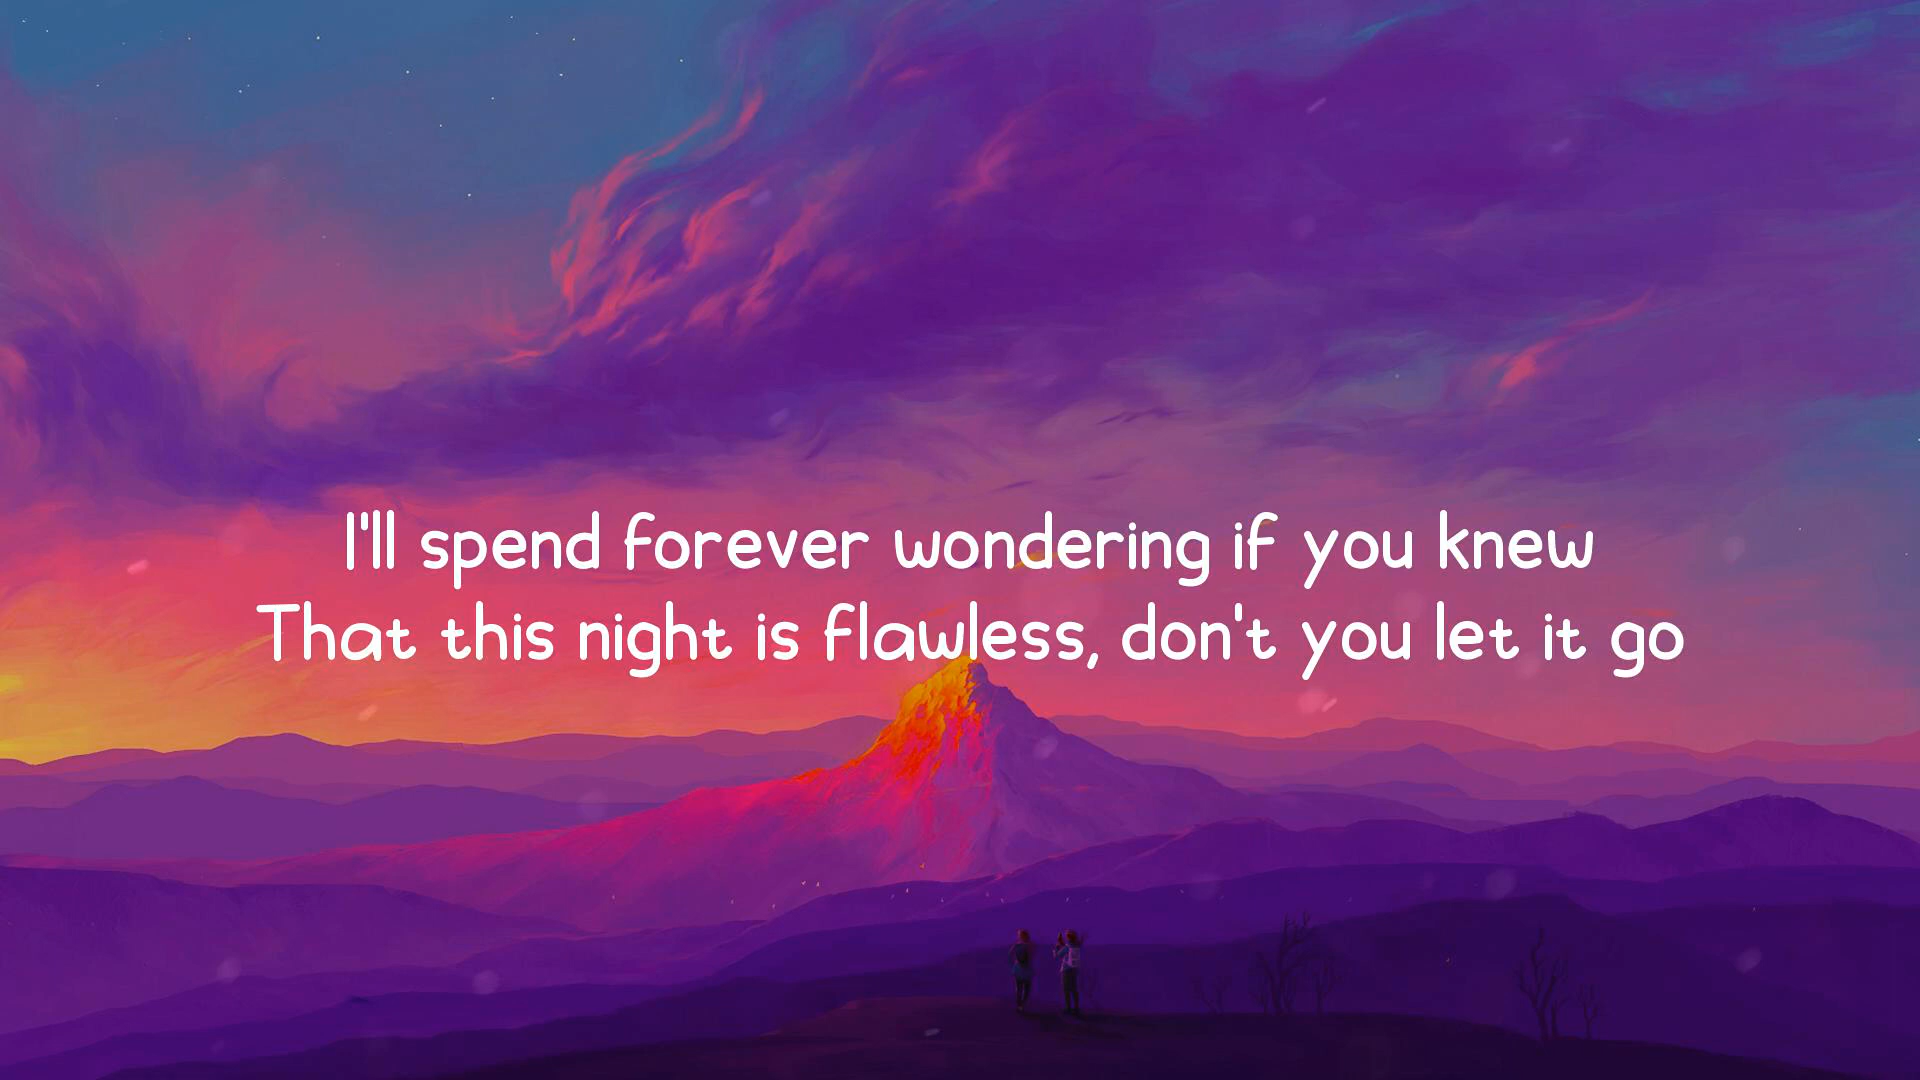 I'll spend forever wondering if you knew
That this night is flawless, don't you let it go